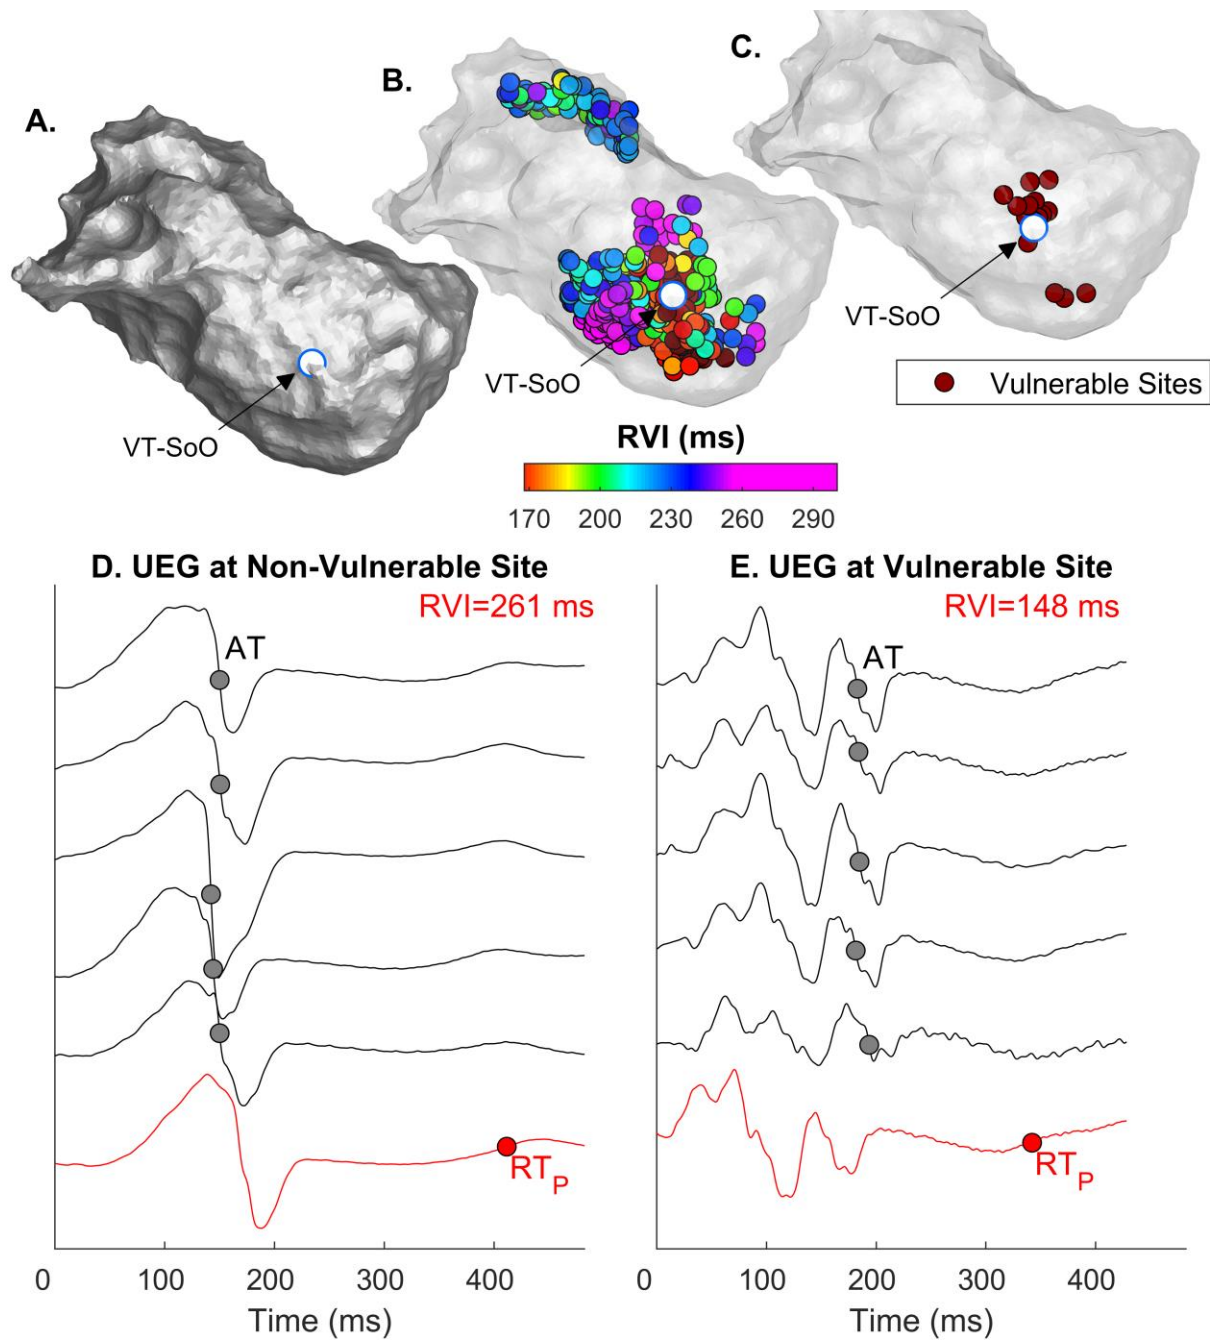 A.
VT-SoO
B.
VT-SoO
C.
VT-SoO
Vulnerable Sites
RVI (ms)
170 200 230 260 290
D. UEG at Non-Vulnerable Site
RVI=261 ms
AT
RTP
0 100 200 300 400
Time (ms)
E. UEG at Vulnerable Site
RVI=148 ms
AT
RTP
0 100 200 300 400
Time (ms)